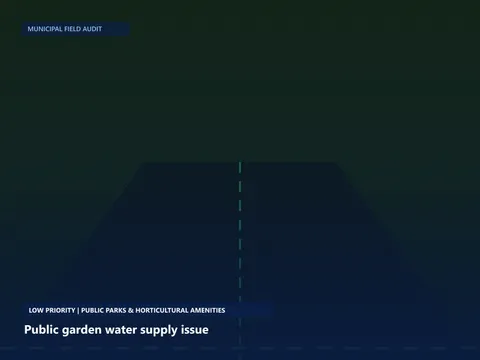 MUNICIPAL FIELD AUDIT
LOW PRIORITY | PUBLIC PARKS & HORTICULTURAL AMENITIES
Public garden water supply issue